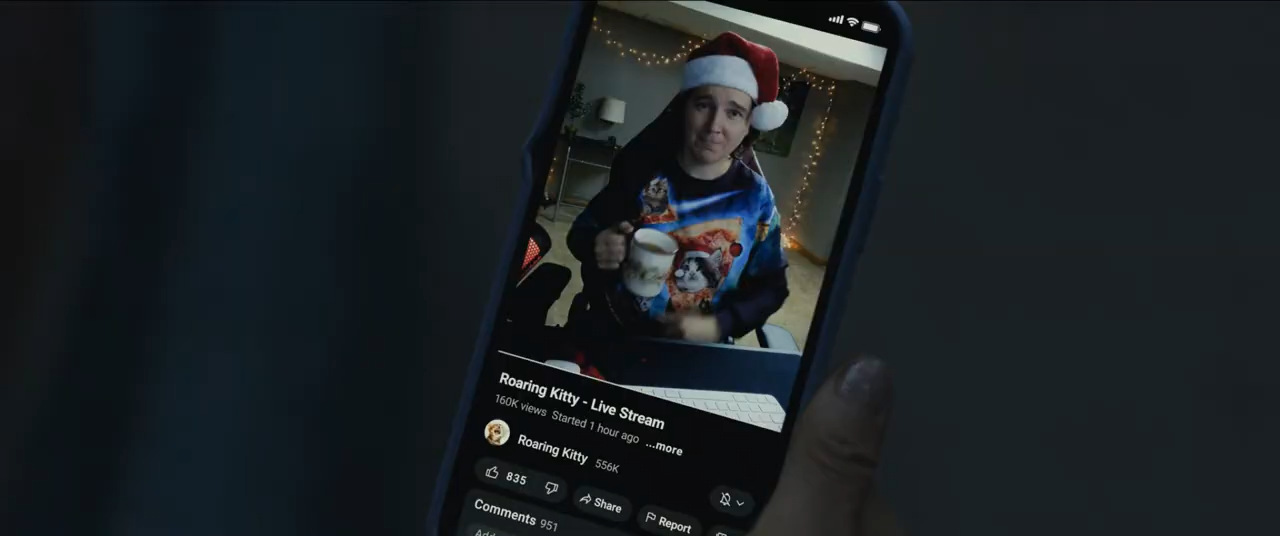 Roaring Kitty - Live Stream
160K views Started 1 hour ago ...more
Roaring Kitty 556K
835
Share
Report
Comments 951